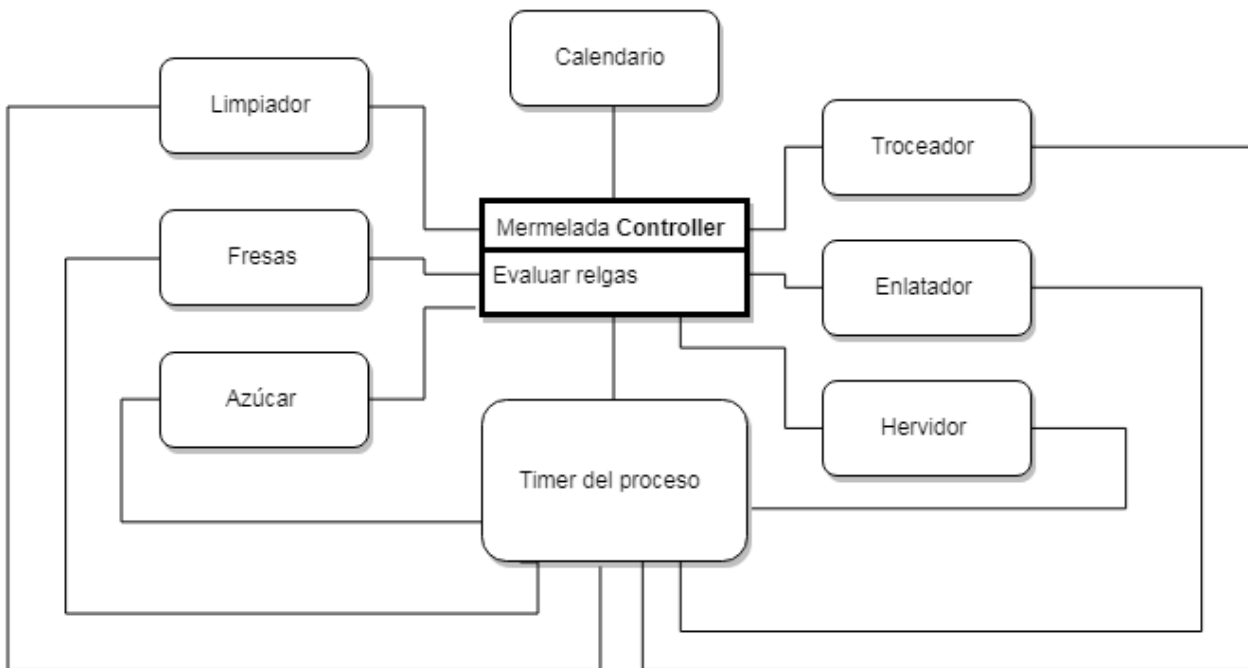 Calendario
Limpiador
Troceador
Mermelada Controller
Fresas
Evaluar relgas
Enlatador
Azúcar
Hervidor
Timer del proceso